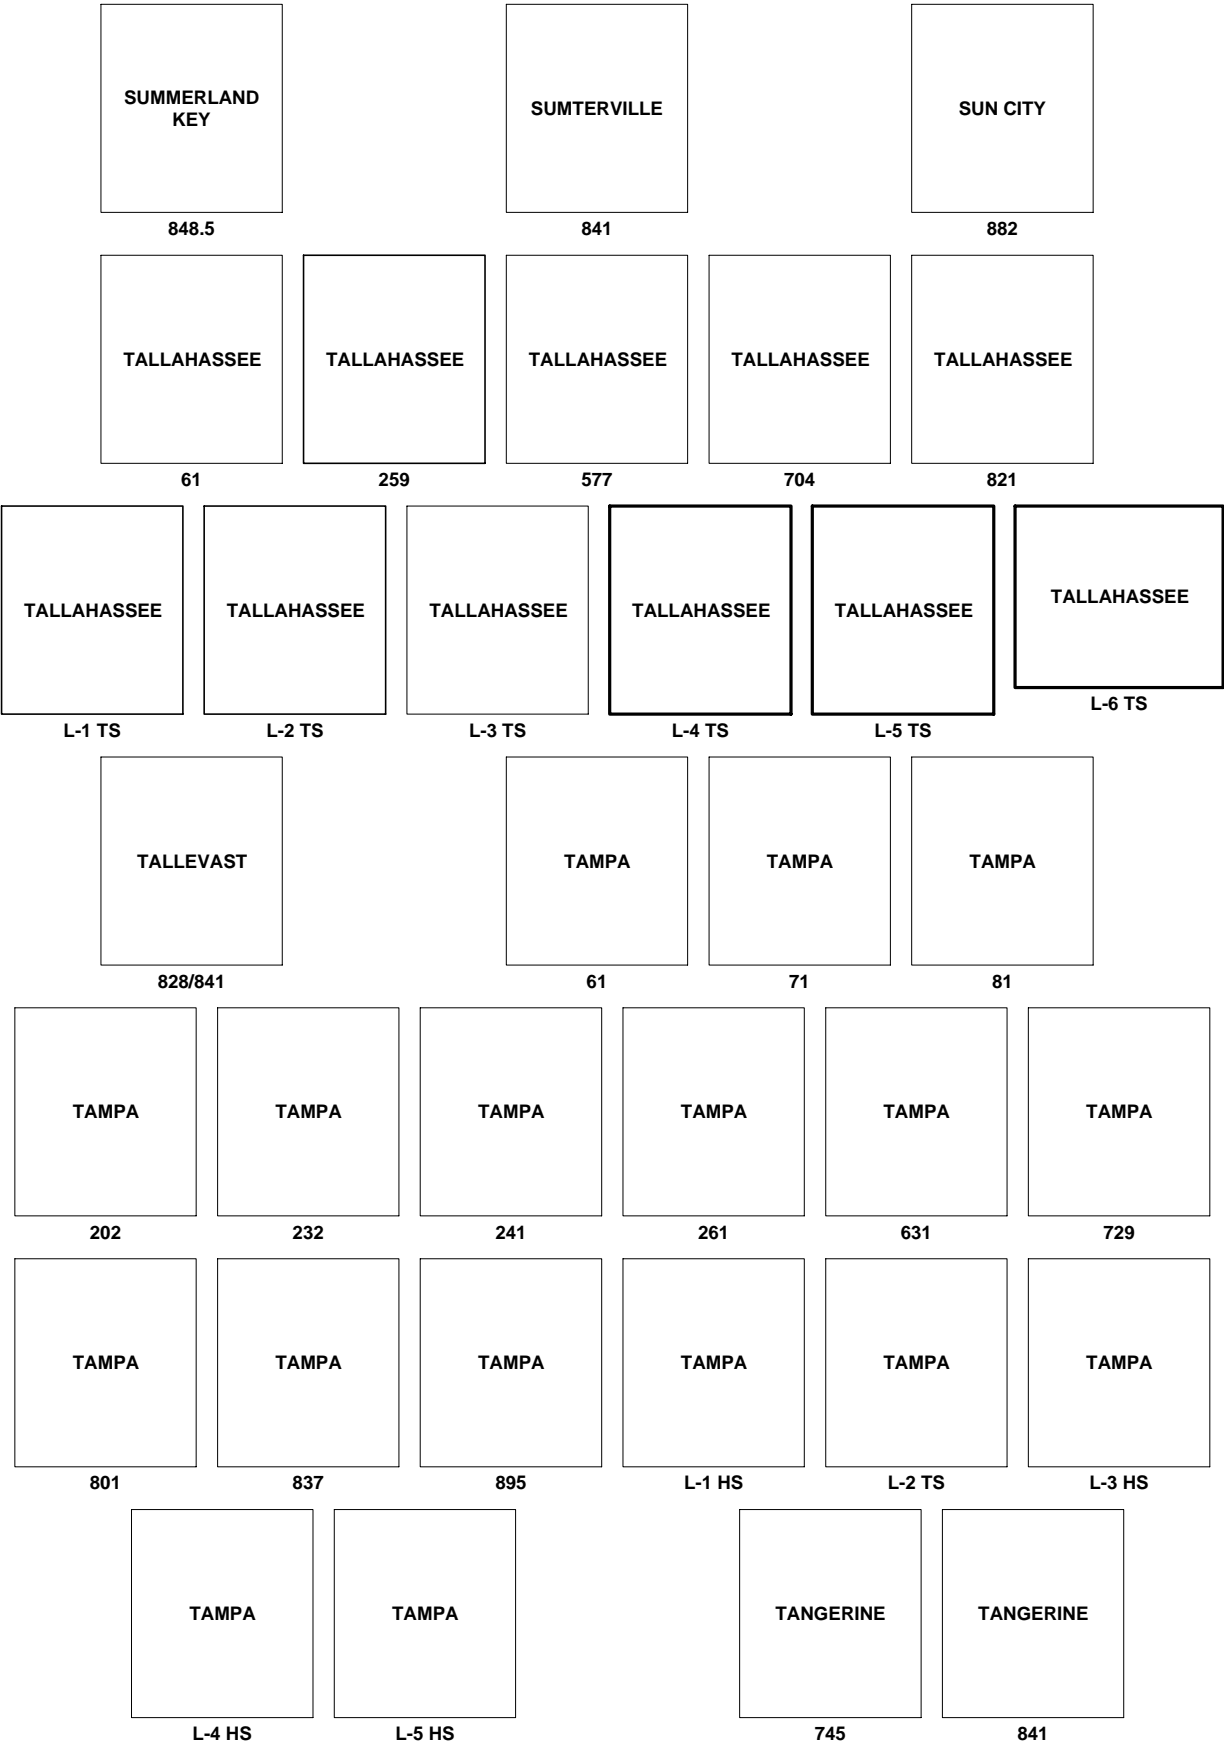 SUMMERLAND
KEY
SUMTERVILLE
SUN CITY
848.5
841
882
TALLAHASSEE
TALLAHASSEE
TALLAHASSEE
TALLAHASSEE
TALLAHASSEE
61
259
577
704
821
TALLAHASSEE
TALLAHASSEE
TALLAHASSEE
TALLAHASSEE
TALLAHASSEE
TALLAHASSEE
L-1 TS
L-2 TS
L-3 TS
L-4 TS
L-5 TS
L-6 TS
TALLEVAST
TAMPA
TAMPA
TAMPA
828/841
61
71
81
TAMPA
TAMPA
TAMPA
TAMPA
TAMPA
TAMPA
202
232
241
261
631
729
TAMPA
TAMPA
TAMPA
TAMPA
TAMPA
TAMPA
801
837
895
L-1 HS
L-2 TS
L-3 HS
TAMPA
TAMPA
TANGERINE
TANGERINE
L-4 HS
L-5 HS
745
841